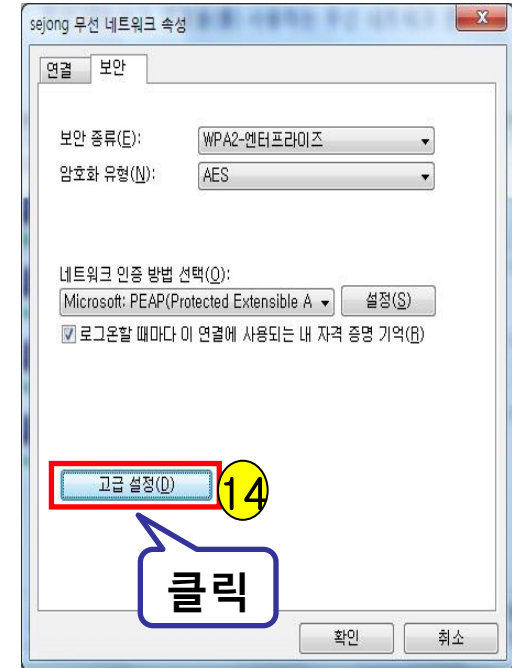 sejong 무선 네트워크 속성
연결 보안
보안 종류(E): WPA2-엔터프라이즈
암호화 유형(N): AES
네트워크 인증 방법 선택(O):
Microsoft: PEAP(Protected Extensible A 설정(S)
로그온할 때마다 이 연결에 사용되는 내 자격 증명 기억(R)
고급 설정(D) 14
클릭
확인 취소